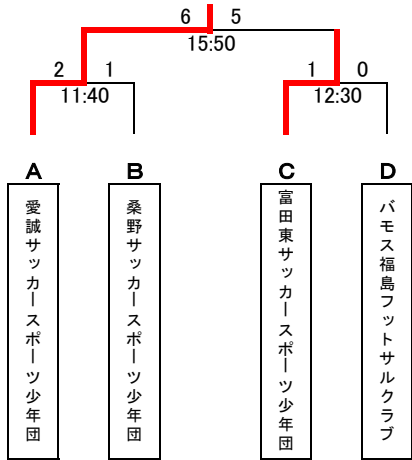 6 5
15:50
2 1
11:40
1 0
12:30
A
B
C
D
愛誠サッカースポーツ少年団
桑野サッカースポーツ少年団
富田東サッカースポーツ少年団
バモス福島フットサルクラブ